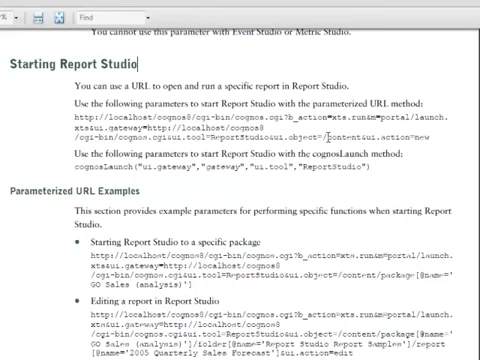 %
Find
You cannot use this parameter with Event Studio or Metric Studio.
Starting Report Studio
You can use a URL to open and run a specific report in Report Studio.
Use the following parameters to start Report Studio with the parameterized URL method:
http://localhost/cognos8/cgi-bin/cognos.cgi?b_action=xts.run&m=portal/launch.
xts&ui.gateway=http://localhost/cognos8
/cgi-bin/cognos.cgi&ui.tool=ReportStudio&ui.object=/content&ui.action=new
Use the following parameters to start Report Studio with the cognosLaunch method:
cognosLaunch("ui.gateway","gateway","ui.tool","ReportStudio")
Parameterized URL Examples
This section provides example parameters for performing specific functions when starting Report
Studio.
• Starting Report Studio to a specific package
http://localhost/cognos8/cgi-bin/cognos.cgi?b_action=xts.run&m=portal/launch.
xts&ui.gateway=http://localhost/cognos8
/cgi-bin/cognos.cgi&ui.tool=ReportStudio&ui.object=/content/package[@name='
GO Sales (analysis)']
• Editing a report in Report Studio
http://localhost/cognos8/cgi-bin/cognos.cgi?b_action=xts.run&m=portal/launch.
xts&ui.gateway=http://localhost/cognos8
/cgi-bin/cognos.cgi&ui.tool=ReportStudio&ui.object=/content/package[@name='
GO Sales (analysis)']/folder[@name='Report Studio Report Samples']/report
[@name='2005 Quarterly Sales Forecast']&ui.action=edit